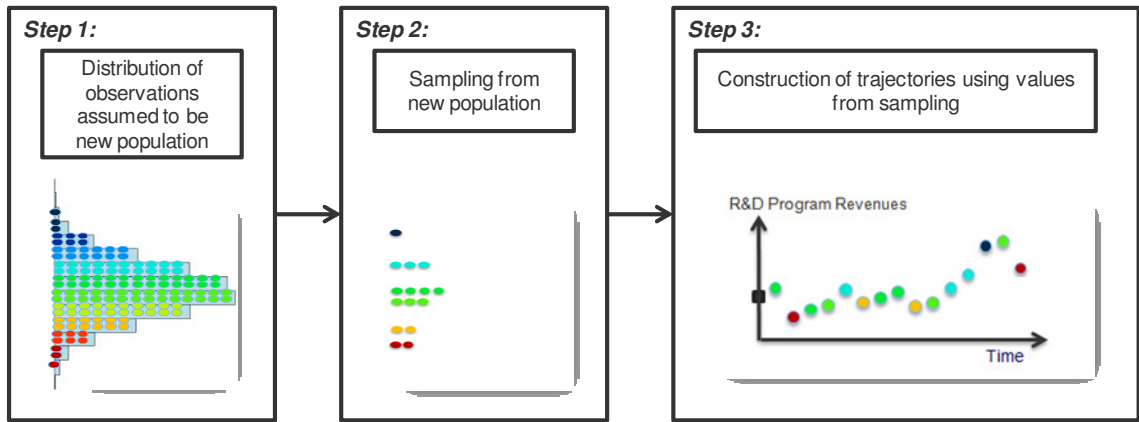 Step 1:
Distribution of
observations
assumed to be
new population
Step 2:
Sampling from
new population
Step 3:
Construction of trajectories using values
from sampling
R&D Program Revenues
Time